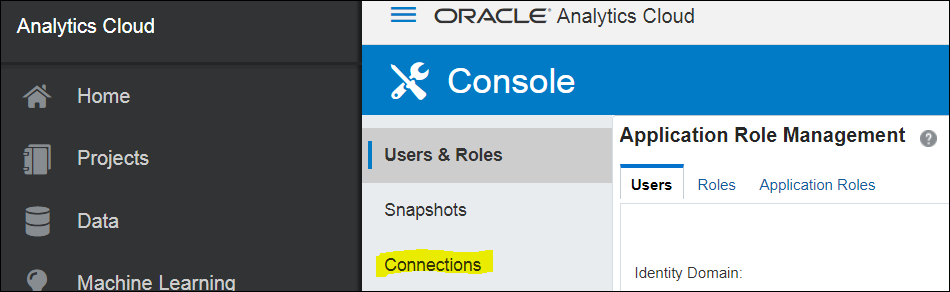 Analytics Cloud
Home
Projects
Data
Machine Learning
ORACLE® Analytics Cloud
Console
Users & Roles
Snapshots
Connections
Application Role Management ?
Users Roles Application Roles
Identity Domain: